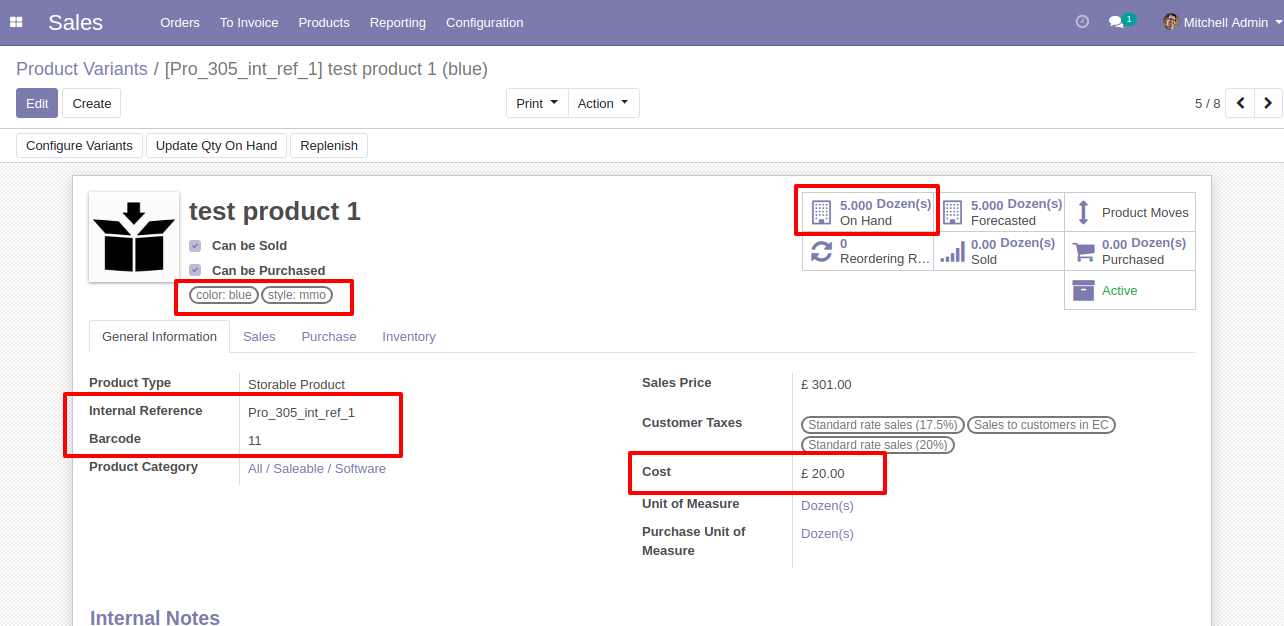 Sales Orders To Invoice Products Reporting Configuration 1 Mitchell Admin
Product Variants / [Pro_305_int_ref_1] test product 1 (blue)
Edit Create Print Action 5 / 8
Configure Variants Update Qty On Hand Replenish
test product 1
Can be Sold
Can be Purchased
color: blue style: mmo
5.000 Dozen(s)
On Hand
5.000 Dozen(s)
Forecasted
Product Moves
0
Reordering R...
0.00 Dozen(s)
Sold
0.00 Dozen(s)
Purchased
Active
General Information Sales Purchase Inventory
Product Type Storable Product
Internal Reference Pro_305_int_ref_1
Barcode 11
Product Category All / Saleable / Software
Sales Price £ 301.00
Customer Taxes Standard rate sales (17.5%) Sales to customers in EC
Standard rate sales (20%)
Cost £ 20.00
Unit of Measure Dozen(s)
Purchase Unit of Dozen(s)
Measure
Internal Notes